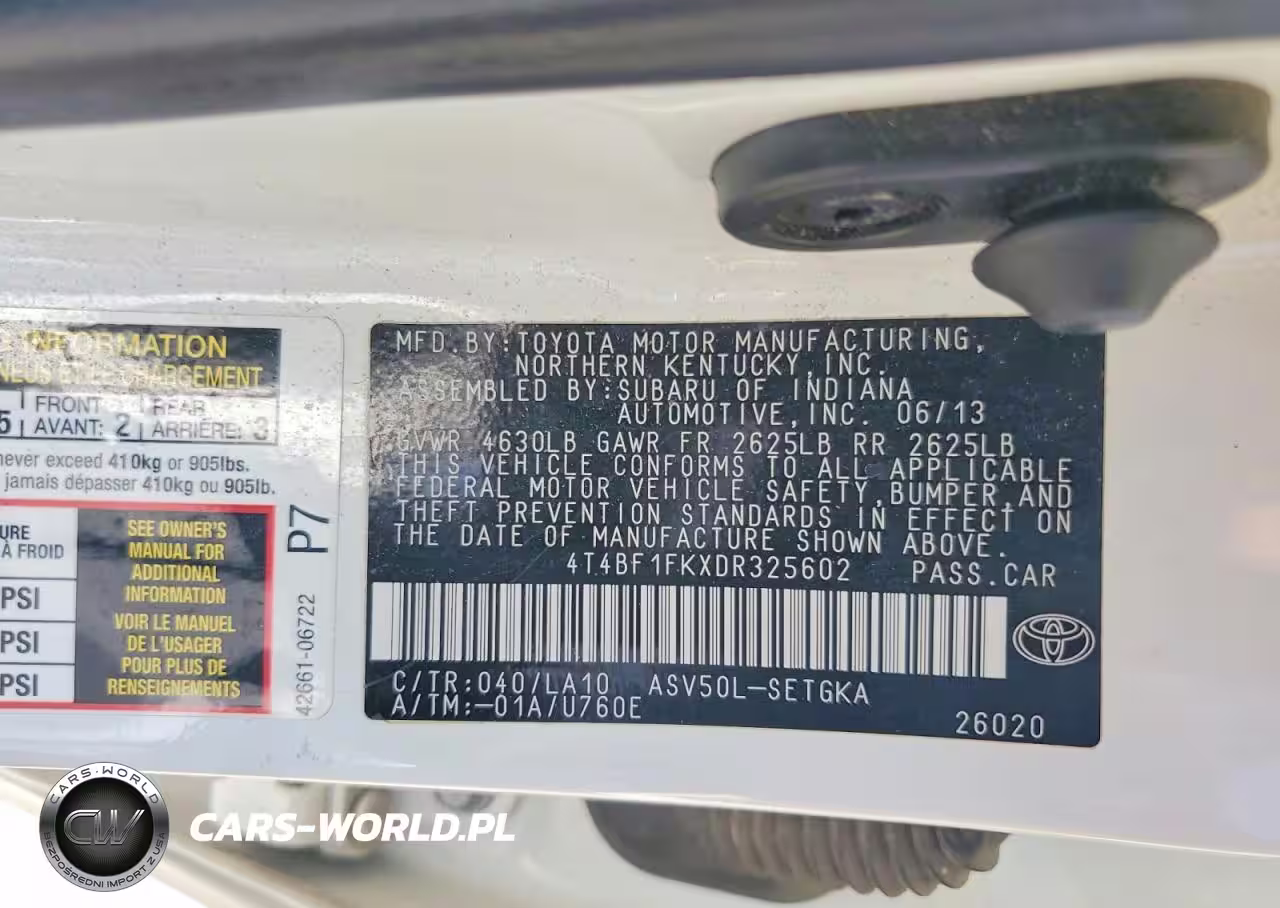 INFORMATION
CHARGEMENT
5 FRONT 2 REAR 3
AVANT: ARRIÈRE:
never exceed 410kg or 905lbs.
jamais dépasser 410kg ou 905lb.
À FROID
SEE OWNER'S
MANUAL FOR
ADDITIONAL
INFORMATION
VOIR LE MANUEL
DE L'USAGER
POUR PLUS DE
RENSEIGNEMENTS
PSI
PSI
PSI
P7
42661-06722
MFD.BY:TOYOTA MOTOR MANUFACTURING,
NORTHERN KENTUCKY,INC.
ASSEMBLED BY:SUBARU OF INDIANA
AUTOMOTIVE,INC. 06/13
GVWR 4630LB GAWR FR 2625LB RR 2625LB
THIS VEHICLE CONFORMS TO ALL APPLICABLE
FEDERAL MOTOR VEHICLE SAFETY,BUMPER,AND
THEFT PREVENTION STANDARDS IN EFFECT ON
THE DATE OF MANUFACTURE SHOWN ABOVE.
4T4BF1FKXDR325602 PASS.CAR
C/TR:040/LA10 ASV50L-SETGKA
A/TM:-01A/U760E
26020
CARS-WORLD
CW
BEZPOŚREDNI IMPORT Z USA
CARS-WORLD.PL